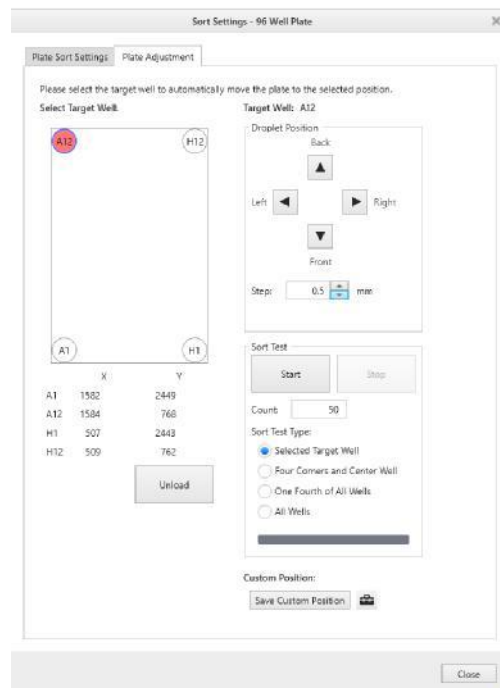 Sort Settings - 96 Well Plate
Plate Sort Settings Plate Adjustment
Please select the target well to automatically move the plate to the selected position.
Select Target Well:
A12
H12
A1
H1
X Y
A1 1582 2449
A12 1584 768
H1 507 2443
H12 509 762
Unload
Target Well: A12
Droplet Position
Back
Left
Right
Front
Step: 0.5 mm
Sort Test
Start
Stop
Count: 50
Sort Test Type:
Selected Target Well
Four Corners and Center Well
One Fourth of All Wells
All Wells
Custom Position:
Save Custom Position
Close